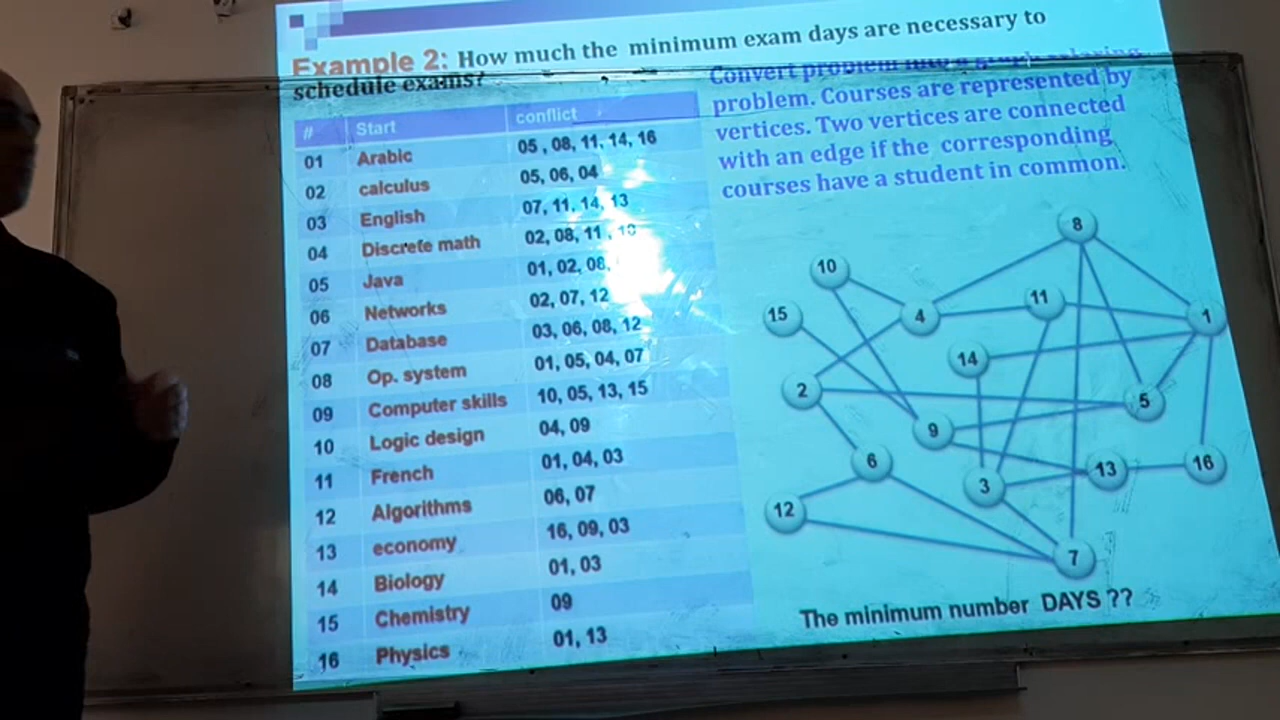 Example 2: How much the minimum exam days are necessary to
schedule exams?
Convert problem into a graph coloring
problem. Courses are represented by
vertices. Two vertices are connected
with an edge if the corresponding
courses have a student in common.
# Start conflict
01 Arabic 05 , 08, 11, 14, 16
02 calculus 05, 06, 04
03 English 07, 11, 14, 13
04 Discrete math 02, 08, 11 , 10
05 Java 01, 02, 08,
06 Networks 02, 07, 12
07 Database 03, 06, 08, 12
08 Op. system 01, 05, 04, 07
09 Computer skills 10, 05, 13, 15
10 Logic design 04, 09
11 French 01, 04, 03
12 Algorithms 06, 07
13 economy 16, 09, 03
14 Biology 01, 03
15 Chemistry 09
16 Physics 01, 13
8
10
11
15
4
1
14
2
5
9
6
13
16
3
12
7
The minimum number DAYS ??